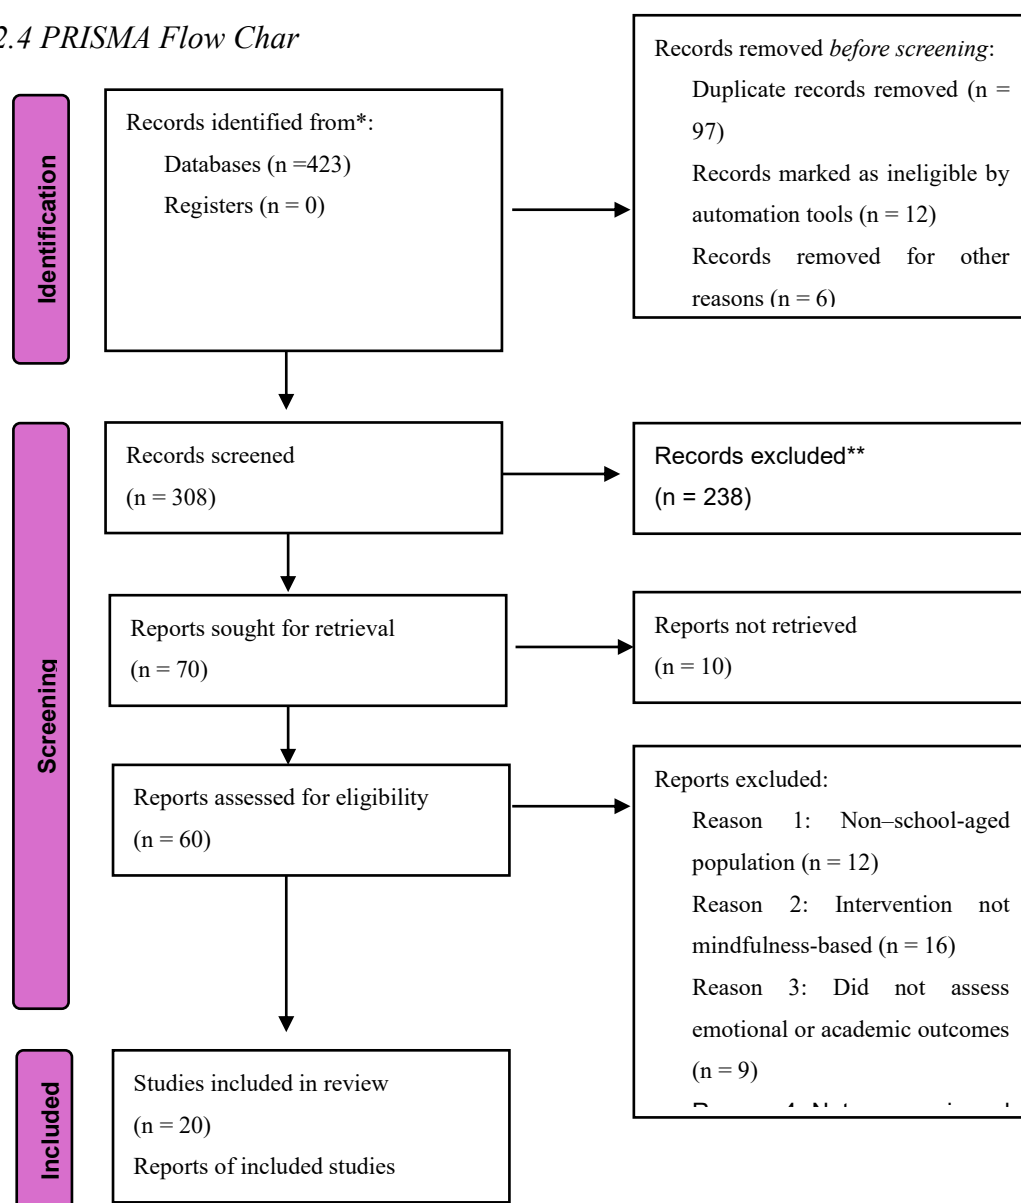 2.4 PRISMA Flow Char
Identification
Records identified from*:
Databases (n =423)
Registers (n = 0)
Records removed before screening:
Duplicate records removed (n =
97)
Records marked as ineligible by
automation tools (n = 12)
Records removed for other
reasons (n = 6)
Screening
Records screened
(n = 308)
Records excluded**
(n = 238)
Reports sought for retrieval
(n = 70)
Reports not retrieved
(n = 10)
Reports assessed for eligibility
(n = 60)
Reports excluded:
Reason 1: Non–school-aged
population (n = 12)
Reason 2: Intervention not
mindfulness-based (n = 16)
Reason 3: Did not assess
emotional or academic outcomes
(n = 9)
Included
Studies included in review
(n = 20)
Reports of included studies